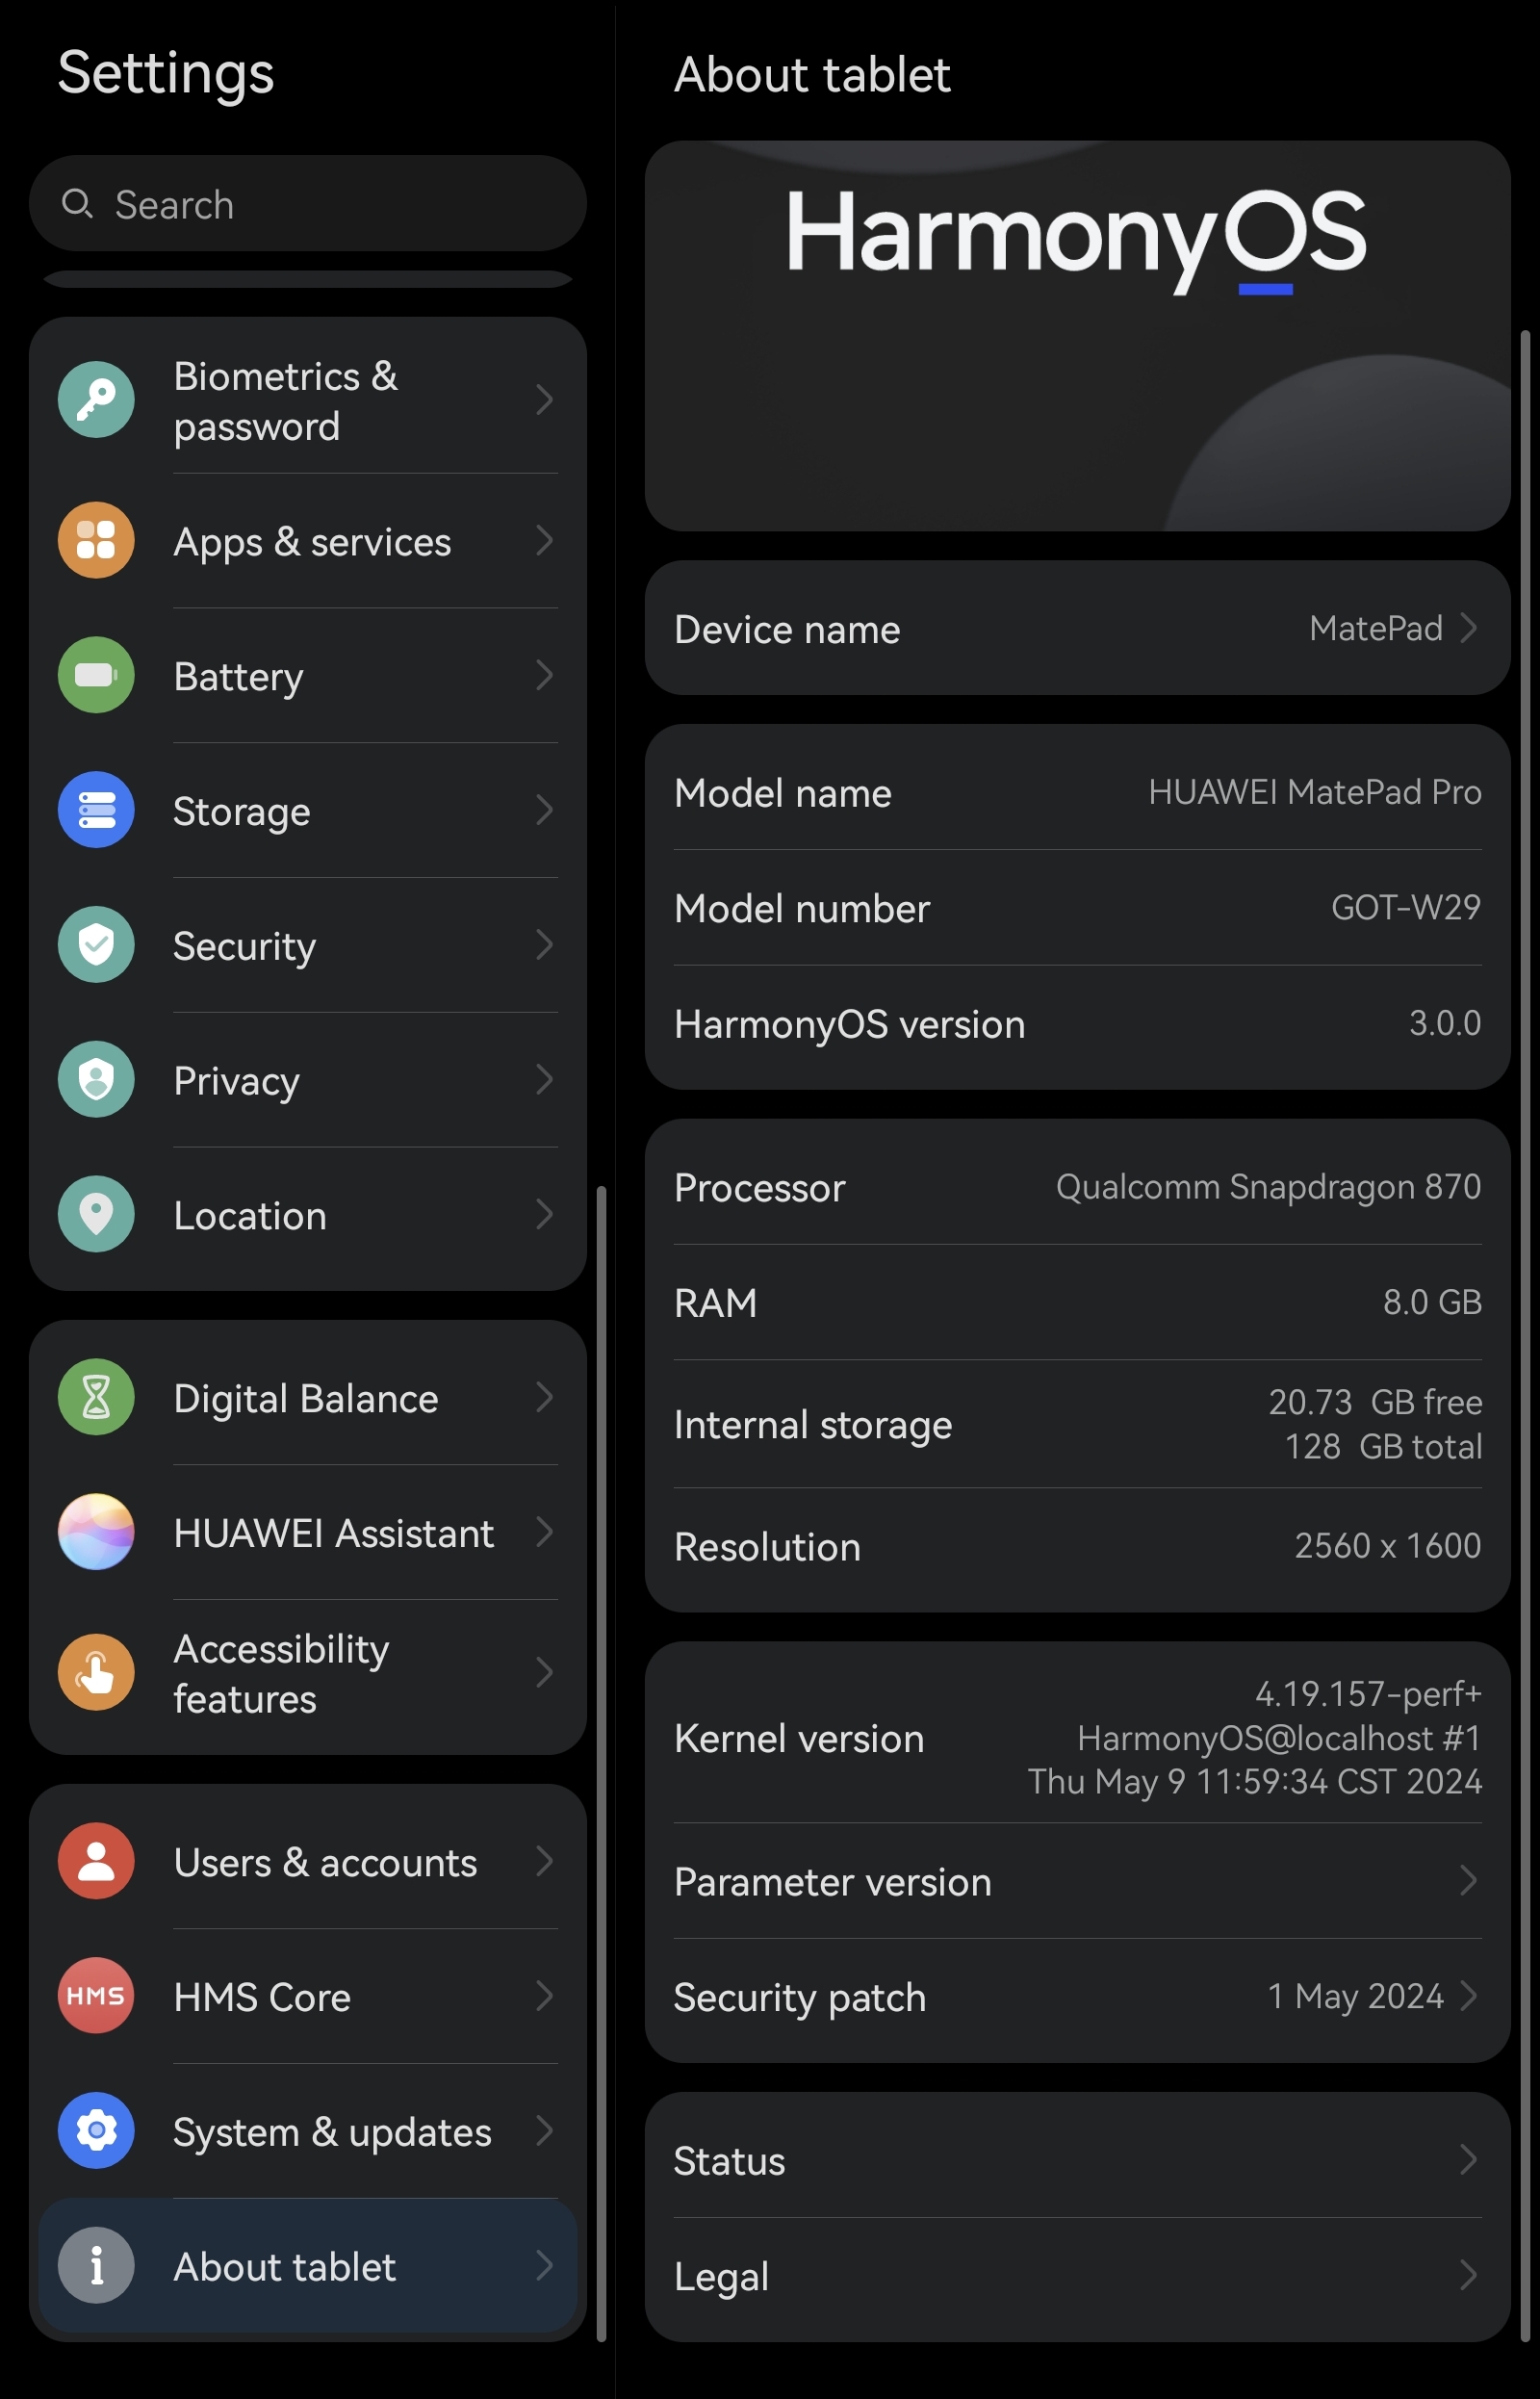 Settings
Search
Biometrics &
password
Apps & services
Battery
Storage
Security
Privacy
Location
Digital Balance
HUAWEI Assistant
Accessibility
features
Users & accounts
HMS
HMS Core
System & updates
About tablet
About tablet
HarmonyOS
Device name
MatePad
Model name
HUAWEI MatePad Pro
Model number
GOT-W29
HarmonyOS version
3.0.0
Processor
Qualcomm Snapdragon 870
RAM
8.0 GB
Internal storage
20.73 GB free
128 GB total
Resolution
2560 x 1600
Kernel version
4.19.157-perf+
HarmonyOS@localhost #1
Thu May 9 11:59:34 CST 2024
Parameter version
Security patch
1 May 2024
Status
Legal